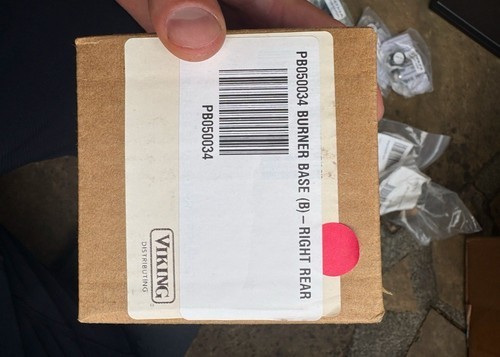 PB050034 BURNER BASE (B) - RIGHT REAR
PB050034
VIKING
DISTRIBUTING